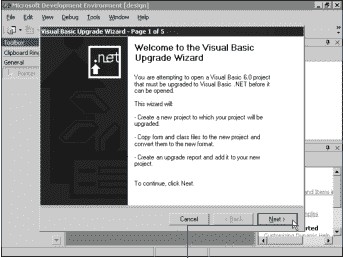 Microsoft Development Environment [design]
File Edit View Debug Tools Window Help
Toolbox
Clipboard Ring
General
Pointer
Visual Basic Upgrade Wizard - Page 1 of 5
.net
Welcome to the Visual Basic
Upgrade Wizard
You are attempting to open a Visual Basic 6.0 project
that must be upgraded to Visual Basic .NET before it
can be opened.
This wizard will:
- Create a new project to which your project will be
upgraded.
- Copy form and class files to the new project and
convert them to the new format.
- Create an upgrade report and add it to your new
project.
To continue, click Next.
Cancel < Back Next >
and Items i
Dynamic Help